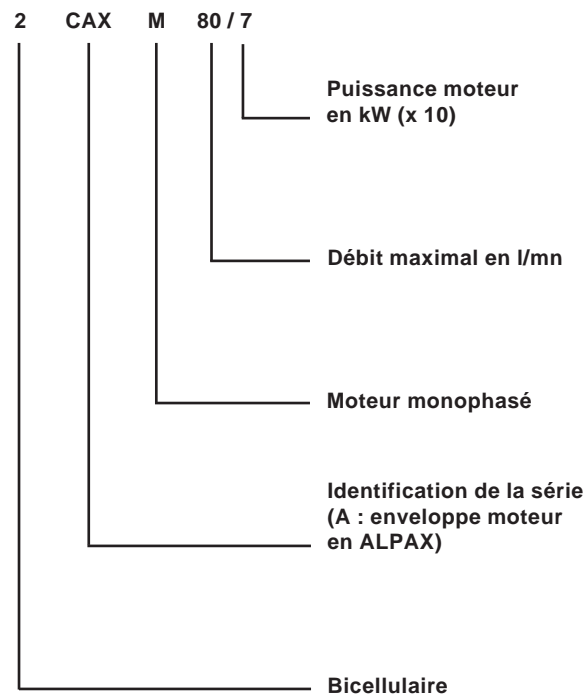 2 CAX M 80 / 7
Puissance moteur
en kW (x 10)
Débit maximal en l/mn
Moteur monophasé
Identification de la série
(A : enveloppe moteur
en ALPAX)
Bicellulaire